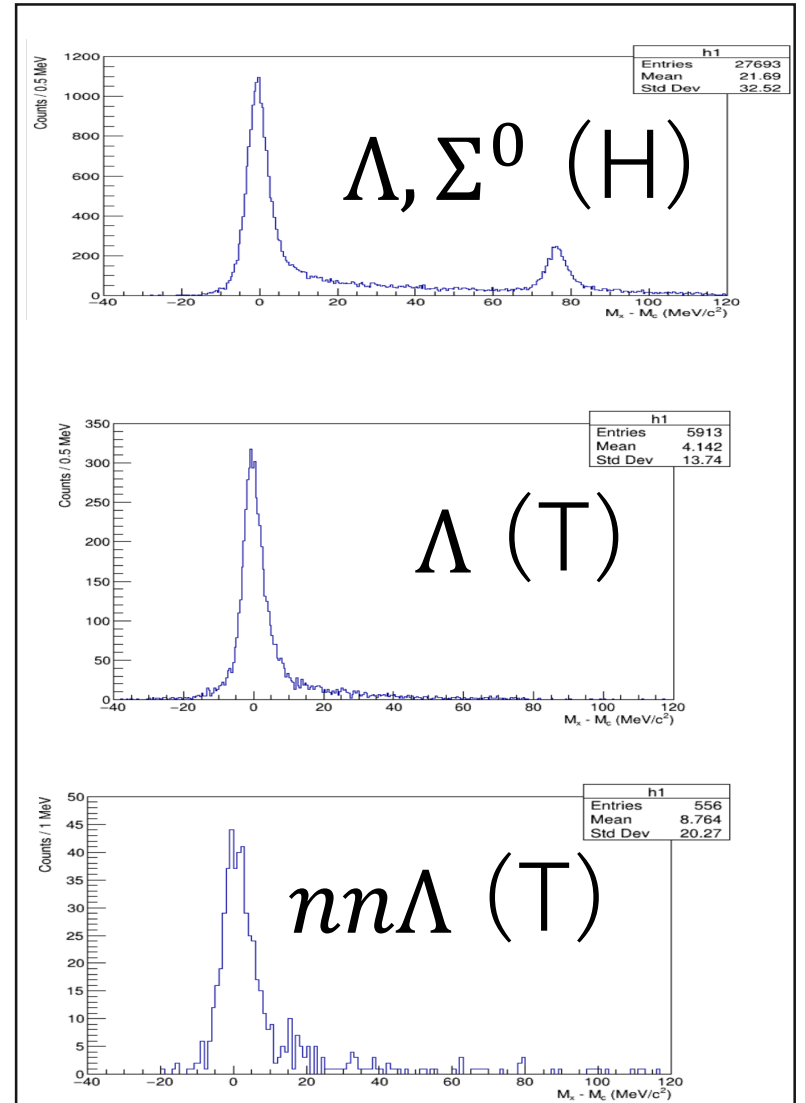 h1
Entries 27693
Mean 21.69
Std Dev 32.52
Counts / 0.5 MeV
1200
1000
800
600
400
200
0
Λ, Σ⁰ (H)
−40 −20 0 20 40 60 80 100 120
Mₓ - M_c (MeV/c²)
h1
Entries 5913
Mean 4.142
Std Dev 13.74
Counts / 0.5 MeV
350
300
250
200
150
100
50
0
Λ (T)
−40 −20 0 20 40 60 80 100 120
Mₓ - M_c (MeV/c²)
h1
Entries 556
Mean 8.764
Std Dev 20.27
Counts / 1 MeV
50
45
40
35
30
25
20
15
10
5
0
nnΛ (T)
−40 −20 0 20 40 60 80 100 120
Mₓ - M_c (MeV/c²)